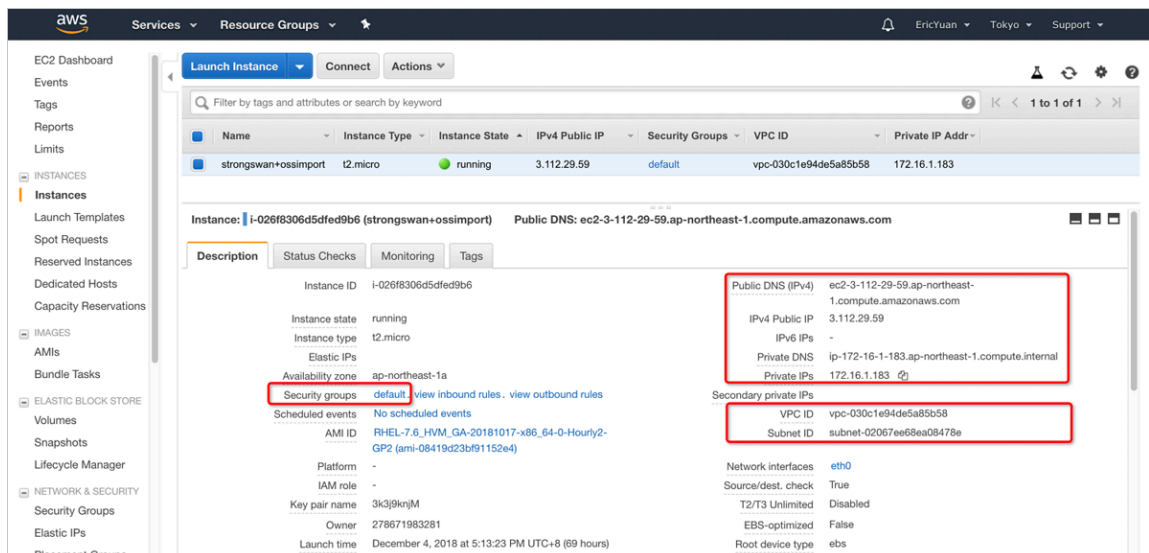 aws Services Resource Groups EricYuan Tokyo Support
EC2 Dashboard
Events
Tags
Reports
Limits
INSTANCES
Instances
Launch Templates
Spot Requests
Reserved Instances
Dedicated Hosts
Capacity Reservations
IMAGES
AMIs
Bundle Tasks
ELASTIC BLOCK STORE
Volumes
Snapshots
Lifecycle Manager
NETWORK & SECURITY
Security Groups
Elastic IPs
Launch Instance Connect Actions
Filter by tags and attributes or search by keyword 1 to 1 of 1
Name Instance Type Instance State IPv4 Public IP Security Groups VPC ID Private IP Addr
strongswan+ossimport t2.micro running 3.112.29.59 default vpc-030c1e94de5a85b58 172.16.1.183
Instance: i-026f8306d5dfed9b6 (strongswan+ossimport) Public DNS: ec2-3-112-29-59.ap-northeast-1.compute.amazonaws.com
Description Status Checks Monitoring Tags
Instance ID i-026f8306d5dfed9b6
Instance state running
Instance type t2.micro
Elastic IPs
Availability zone ap-northeast-1a
Security groups default. view inbound rules. view outbound rules
Scheduled events No scheduled events
AMI ID RHEL-7.6_HVM_GA-20181017-x86_64-0-Hourly2-
GP2 (ami-08419d23bf91152e4)
Platform -
IAM role -
Key pair name 3k3j9knjM
Owner 278671983281
Launch time December 4, 2018 at 5:13:23 PM UTC+8 (69 hours)
Public DNS (IPv4) ec2-3-112-29-59.ap-northeast-
1.compute.amazonaws.com
IPv4 Public IP 3.112.29.59
IPv6 IPs -
Private DNS ip-172-16-1-183.ap-northeast-1.compute.internal
Private IPs 172.16.1.183
Secondary private IPs
VPC ID vpc-030c1e94de5a85b58
Subnet ID subnet-02067ee68ea08478e
Network interfaces eth0
Source/dest. check True
T2/T3 Unlimited Disabled
EBS-optimized False
Root device type ebs